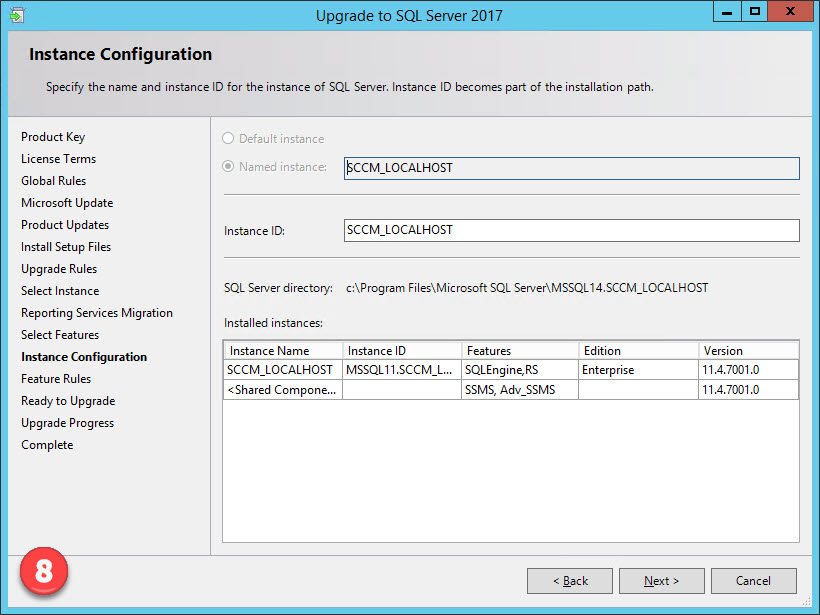 Upgrade to SQL Server 2017
Instance Configuration
Specify the name and instance ID for the instance of SQL Server. Instance ID becomes part of the installation path.
Product Key
License Terms
Global Rules
Microsoft Update
Product Updates
Install Setup Files
Upgrade Rules
Select Instance
Reporting Services Migration
Select Features
Instance Configuration
Feature Rules
Ready to Upgrade
Upgrade Progress
Complete
Default instance
Named instance: SCCM_LOCALHOST
Instance ID: SCCM_LOCALHOST
SQL Server directory: c:\Program Files\Microsoft SQL Server\MSSQL14.SCCM_LOCALHOST
Installed instances:
Instance Name Instance ID Features Edition Version
SCCM_LOCALHOST MSSQL11.SCCM_L... SQLEngine,RS Enterprise 11.4.7001.0
<Shared Compone... SSMS, Adv_SSMS 11.4.7001.0
8
< Back Next > Cancel